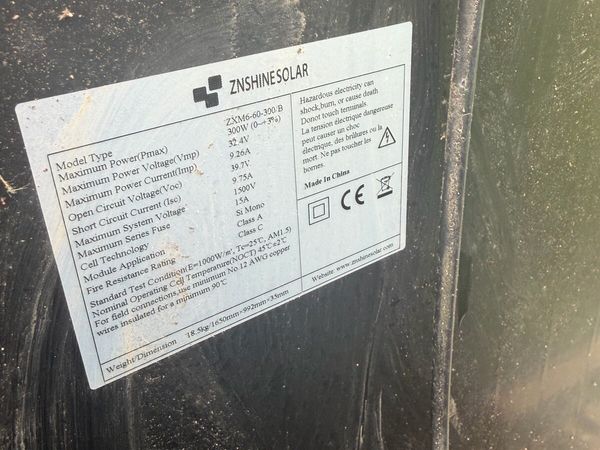 ZNSHINESOLAR
Model Type ZXM6-60-300/B
Maximum Power(Pmax) 300W (0~+3%)
Maximum Power Voltage(Vmp) 32.4V
Maximum Power Current(Imp) 9.26A
Open Circuit Voltage(Voc) 39.7V
Short Circuit Current (Isc) 9.75A
Maximum System Voltage 1500V
Maximum Series Fuse 15A
Cell Technology Si Mono
Module Application Class A
Fire Resistance Rating Class C
Standard Test Condition(E=1000W/㎡, Tc=25℃, AM1.5)
Nominal Operating Cell Temperature(NOCT) 45℃±2℃
For field connections,use minimium No.12 AWG copper
wires insulated for a minimum 90℃
Weight/Dimension 18.5kg/1650mm×992mm×35mm
Hazardous electricity can
shock,burn, or cause death
Donot touch terminals.
La tension électrique dangereuse
peut causer un choc
électrique, des brûlures ou la
mort. Ne pas toucher les
bornes.
Made in China
CE
Website: www.znshinesolar.com